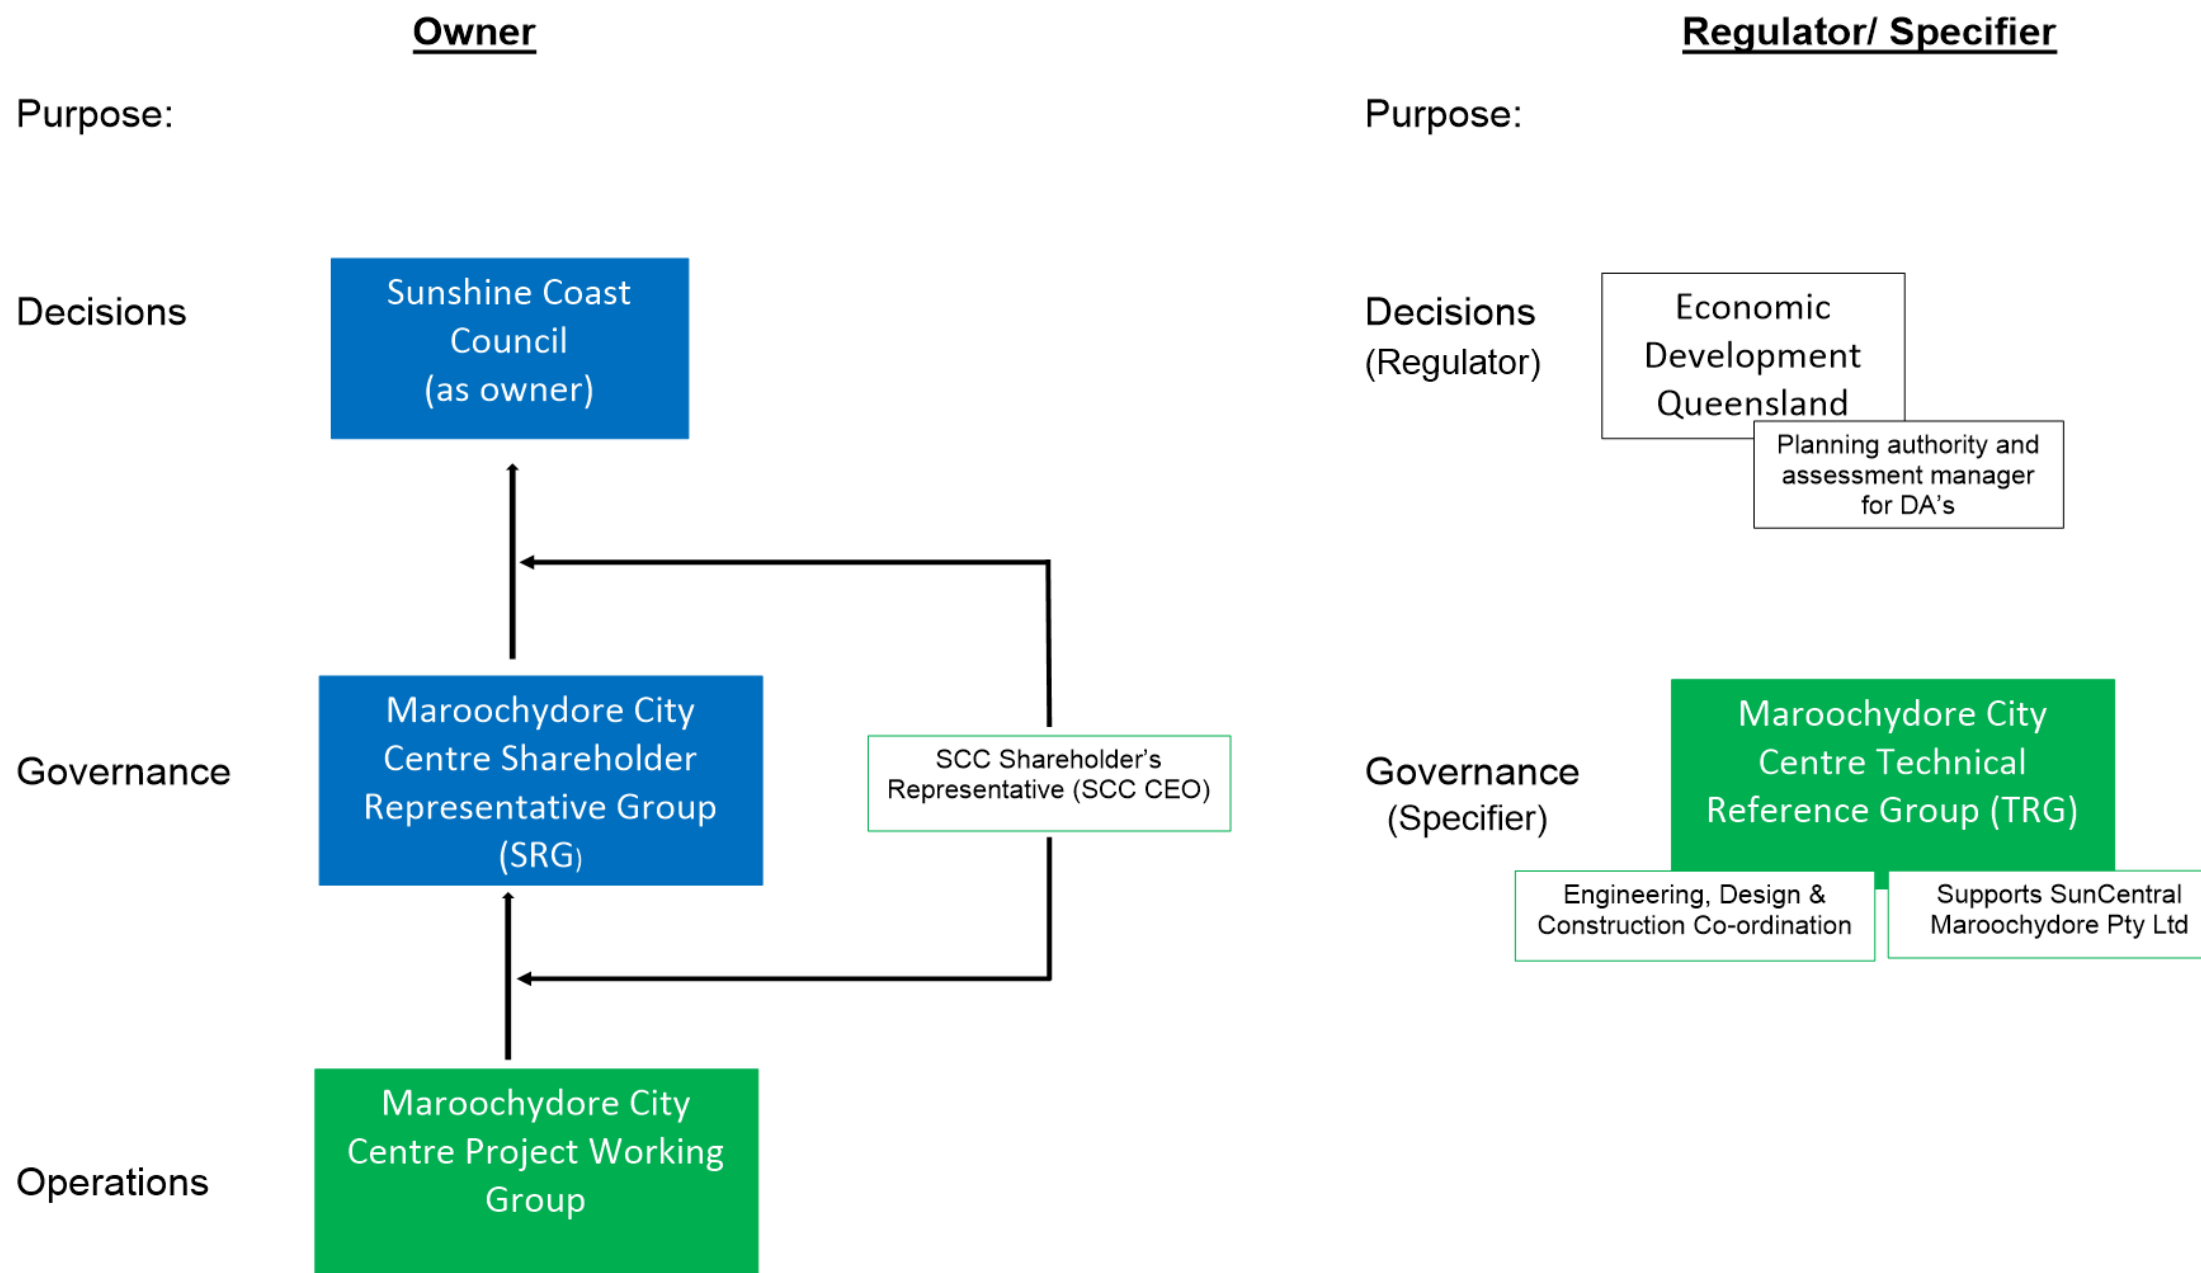 Owner
Purpose:
Decisions
Sunshine Coast
Council
(as owner)
Governance
Maroochydore City
Centre Shareholder
Representative Group
(SRG)
SCC Shareholder's
Representative (SCC CEO)
Operations
Maroochydore City
Centre Project Working
Group
Regulator/ Specifier
Purpose:
Decisions
(Regulator)
Economic
Development
Queensland
Planning authority and
assessment manager
for DA's
Governance
(Specifier)
Maroochydore City
Centre Technical
Reference Group (TRG)
Engineering, Design &
Construction Co-ordination
Supports SunCentral
Maroochydore Pty Ltd